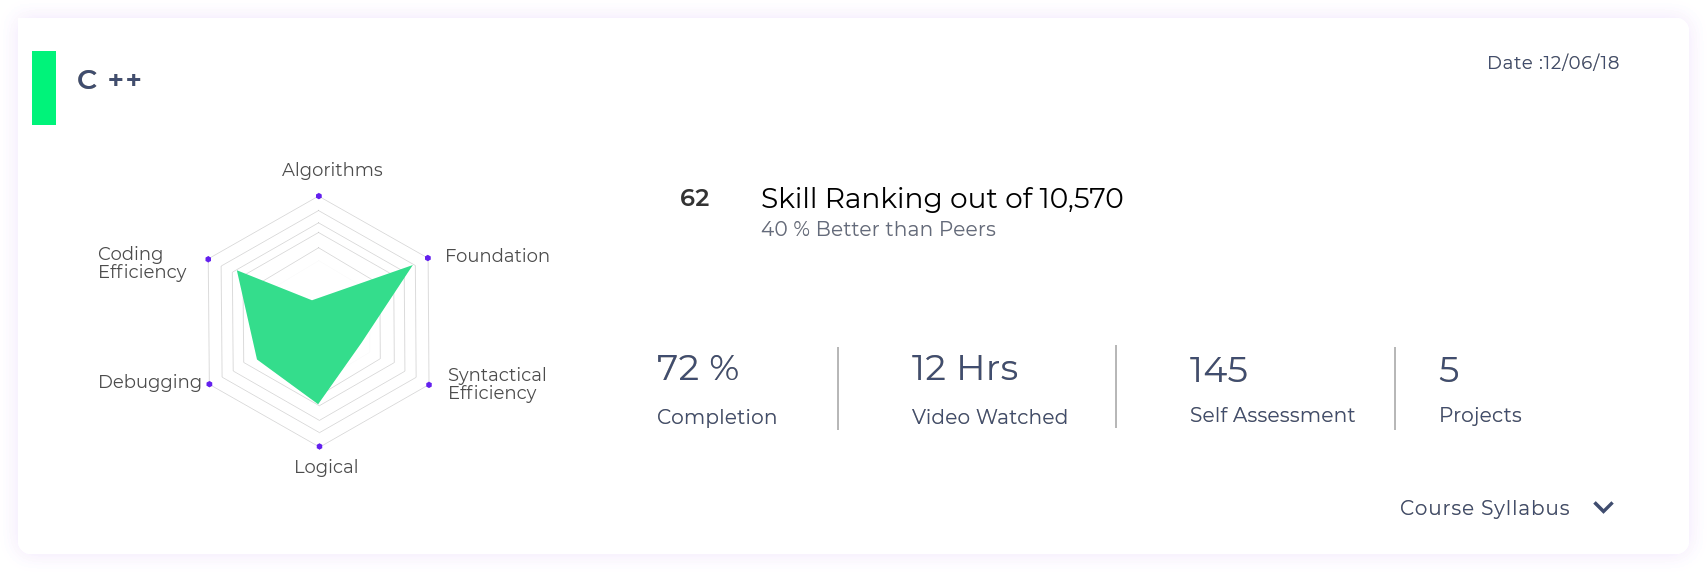 C ++
Date :12/06/18
Algorithms
Coding
Efficiency
Foundation
Debugging
Syntactical
Efficiency
Logical
62
Skill Ranking out of 10,570
40 % Better than Peers
72 %
Completion
12 Hrs
Video Watched
145
Self Assessment
5
Projects
Course Syllabus